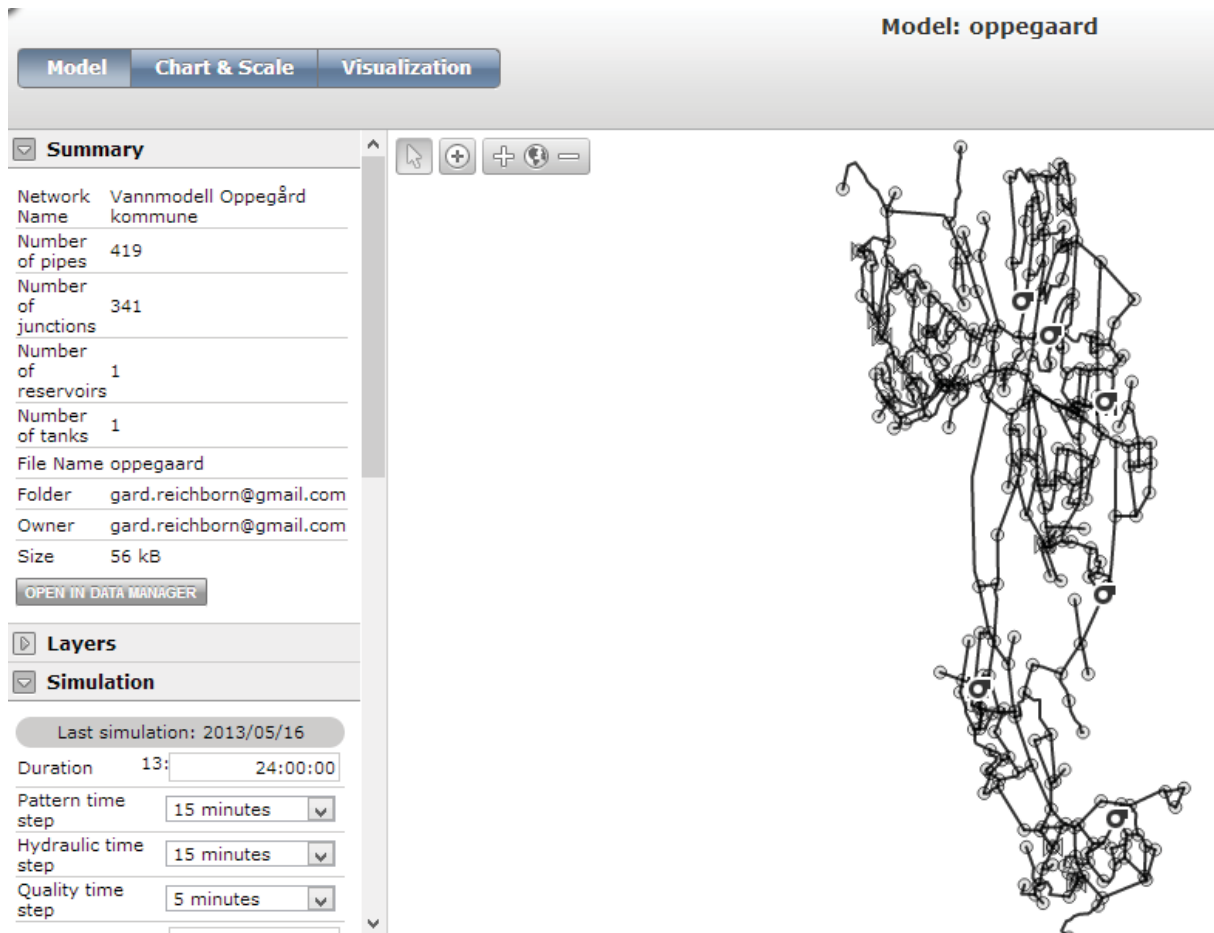 Model: oppegaard
Model Chart & Scale Visualization
Summary
Network Name Vannmodell Oppegård kommune
Number of pipes 419
Number of junctions 341
Number of reservoirs 1
Number of tanks 1
File Name oppegaard
Folder gard.reichborn@gmail.com
Owner gard.reichborn@gmail.com
Size 56 kB
OPEN IN DATA MANAGER
Layers
Simulation
Last simulation: 2013/05/16
Duration 13: 24:00:00
Pattern time step 15 minutes
Hydraulic time step 15 minutes
Quality time step 5 minutes